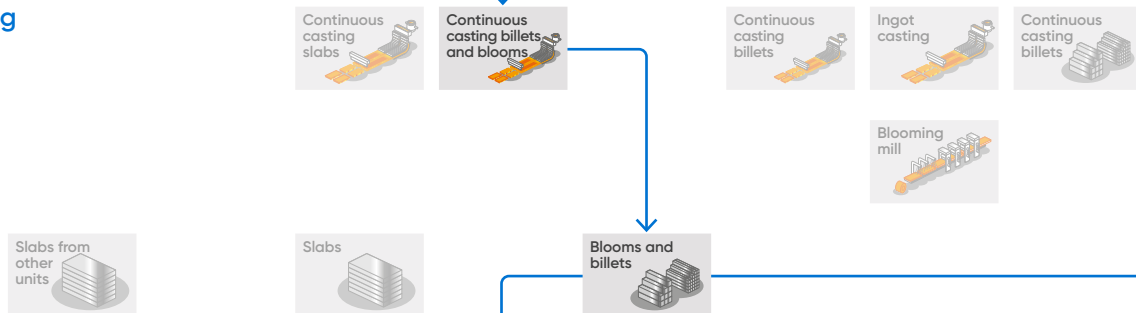 g
Continuous
casting
slabs
Continuous
casting billets
and blooms
Continuous
casting
billets
Ingot
casting
Continuous
casting
billets
Blooming
mill
Slabs from
other
units
Slabs
Blooms and
billets